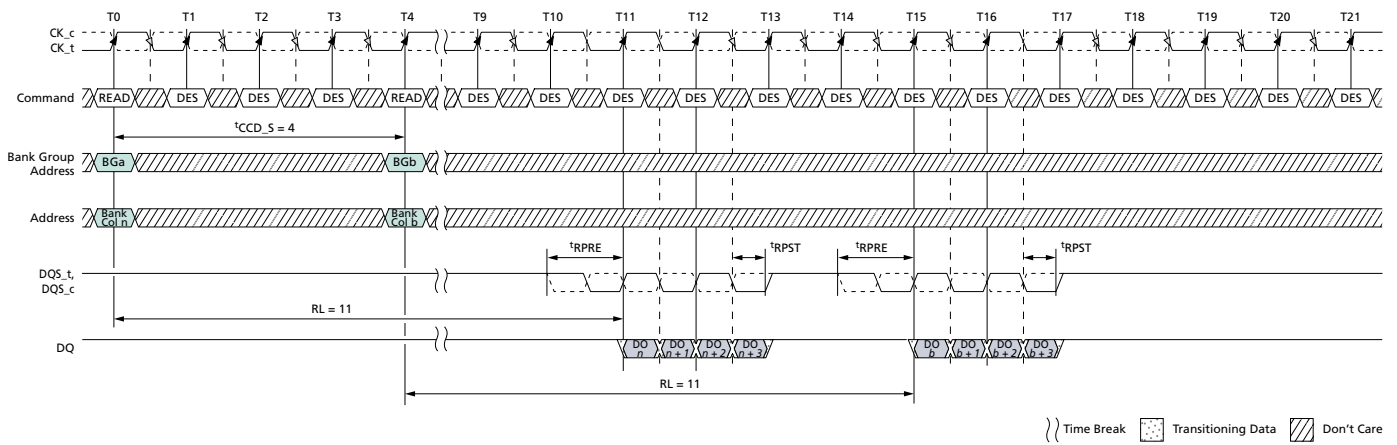 T0 T1 T2 T3 T4 T9 T10 T11 T12 T13 T14 T15 T16 T17 T18 T19 T20 T21
CK_c
CK_t
Command READ DES DES DES READ DES DES DES DES DES DES DES DES DES DES DES DES DES
tCCD_S = 4
Bank Group
Address
BGa BGb
Address
Bank
Col n
Bank
Col b
tRPRE tRPST tRPRE tRPST
DQS_t,
DQS_c
RL = 11
DQ
DO
n
DO
n + 1
DO
n + 2
DO
n + 3
DO
b
DO
b + 1
DO
b + 2
DO
b + 3
RL = 11
Time Break Transitioning Data Don't Care